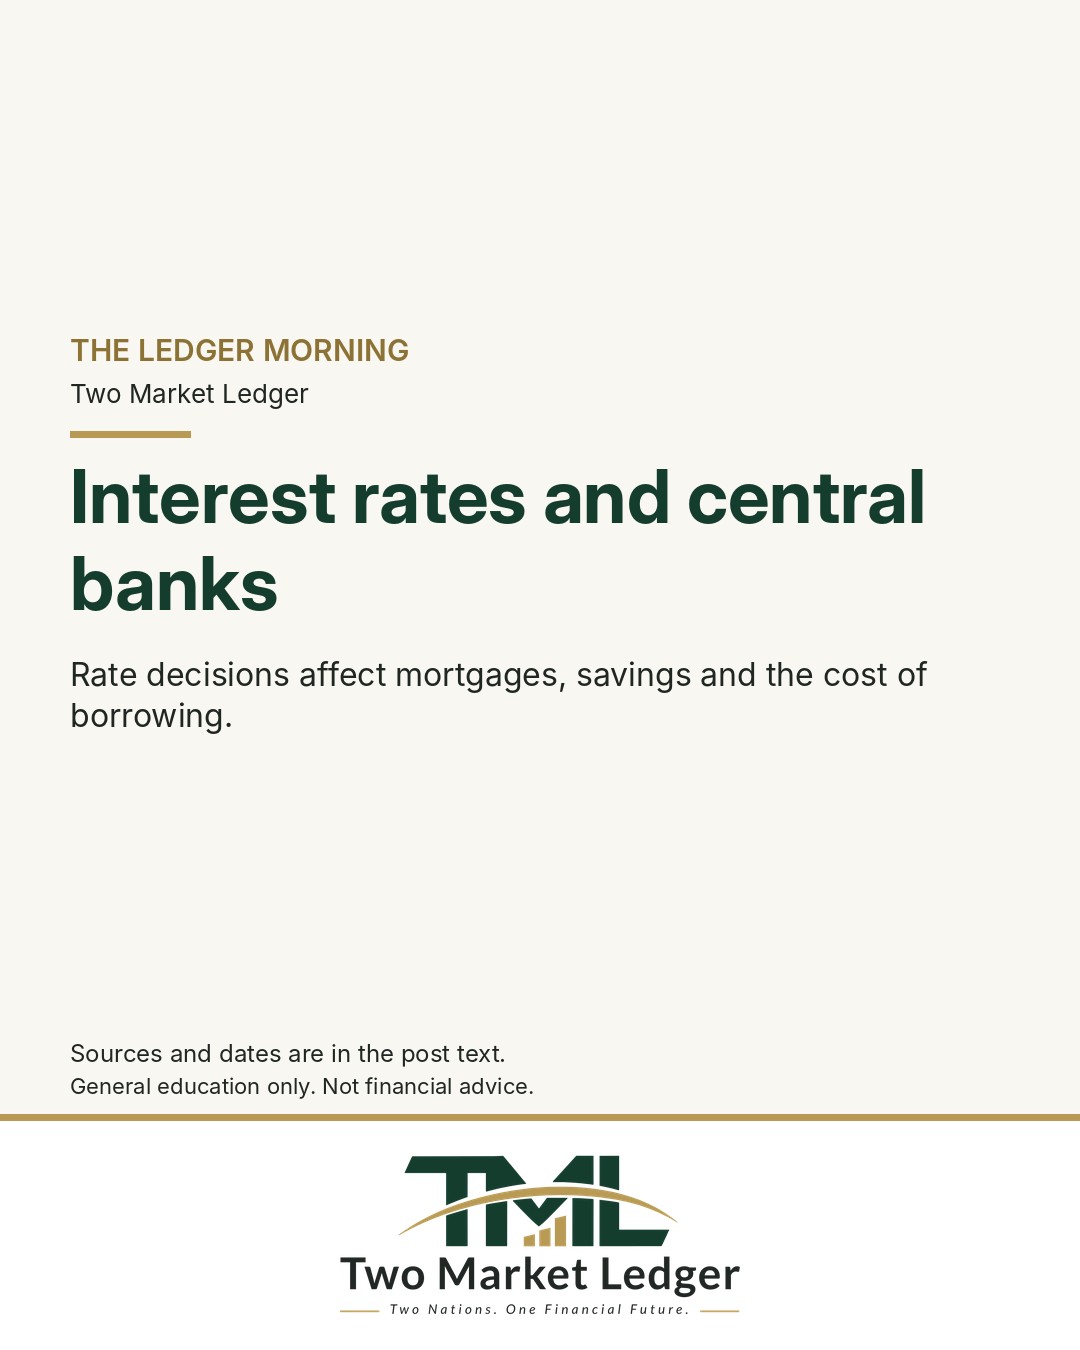 THE LEDGER MORNING
Two Market Ledger
Interest rates and central
banks
Rate decisions affect mortgages, savings and the cost of
borrowing.
Sources and dates are in the post text.
General education only. Not financial advice.
TML
Two Market Ledger
Two Nations. One Financial Future.